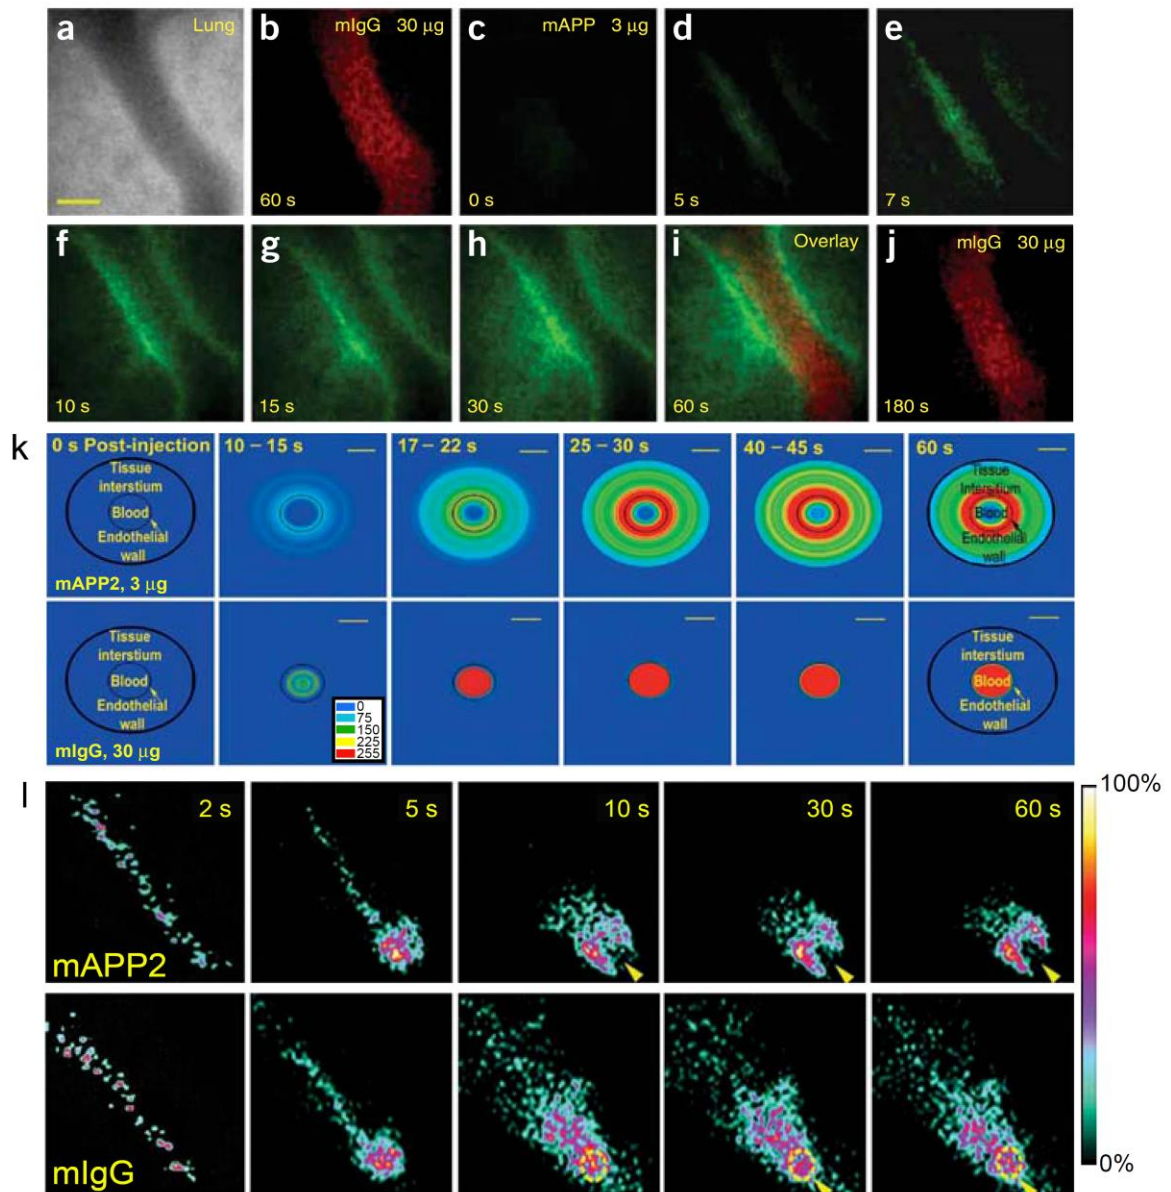 a Lung
b mIgG 30 µg
60 s
c mAPP 3 µg
0 s
d
5 s
e
7 s
f
10 s
g
15 s
h
30 s
i Overlay
60 s
j mIgG 30 µg
180 s
k
0 s Post-injection
Tissue
interstium
Blood
Endothelial
wall
mAPP2, 3 µg
10 – 15 s
17 – 22 s
25 – 30 s
40 – 45 s
60 s
Tissue
Interstitium
Blood
Endothelial
wall
Tissue
interstium
Blood
Endothelial
wall
mIgG, 30 µg
0
75
150
225
255
Tissue
interstium
Blood
Endothelial
wall
l
2 s
mAPP2
5 s
10 s
30 s
60 s
100%
mIgG
0%